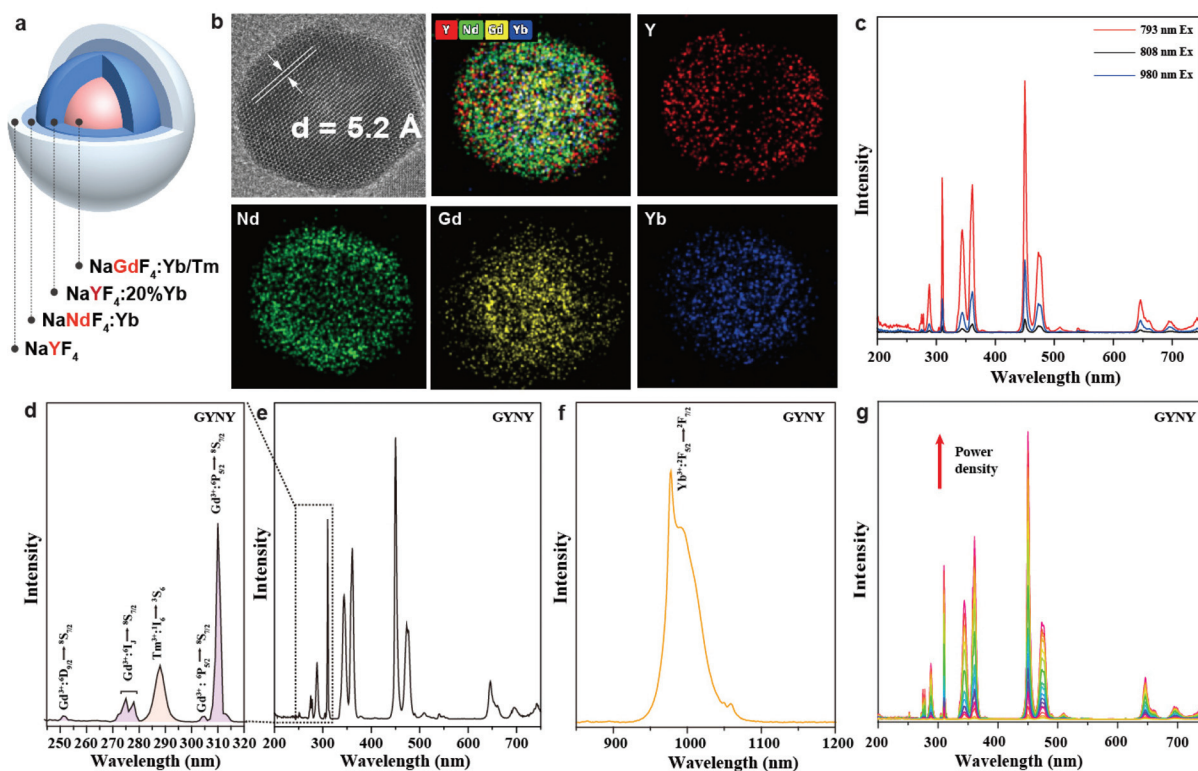 a
NaGdF4:Yb/Tm
NaYF4:20%Yb
NaNdF4:Yb
NaYF4
b
d = 5.2 Å
Y Nd Gd Yb
Y
Nd
Gd
Yb
c
793 nm Ex
808 nm Ex
980 nm Ex
Intensity
200 300 400 500 600 700
Wavelength (nm)
d
GYNY
Gd³⁺:⁶D₉/₂→⁸S₇/₂
Gd³⁺:⁶I_J→⁸S₇/₂
Tm³⁺:¹I₆→³S₆
Gd³⁺: ⁶P₅/₂→⁸S₇/₂
Gd³⁺:⁶P₅/₂→⁸S₇/₂
Intensity
245 250 260 270 280 290 300 310 320
Wavelength (nm)
e
GYNY
Intensity
200 300 400 500 600 700
Wavelength (nm)
f
GYNY
Yb³⁺:²F₅/₂→²F₇/₂
Intensity
900 1000 1100 1200
Wavelength (nm)
g
GYNY
Power
density
Intensity
200 300 400 500 600 700
Wavelength (nm)